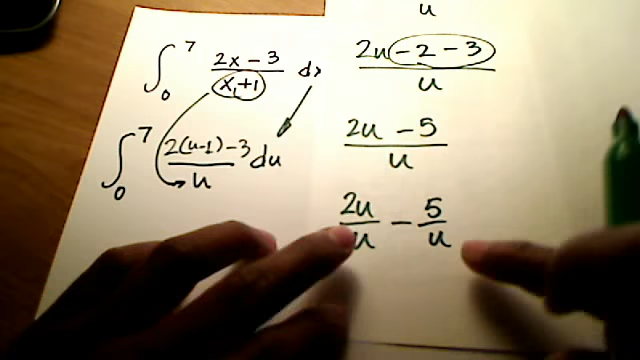 ∫₀⁷ (2x - 3)/(x+1) dx
∫₀⁷ (2(u-1) - 3)/u du
u
(2u - 2 - 3)/u
(2u - 5)/u
2u/u - 5/u